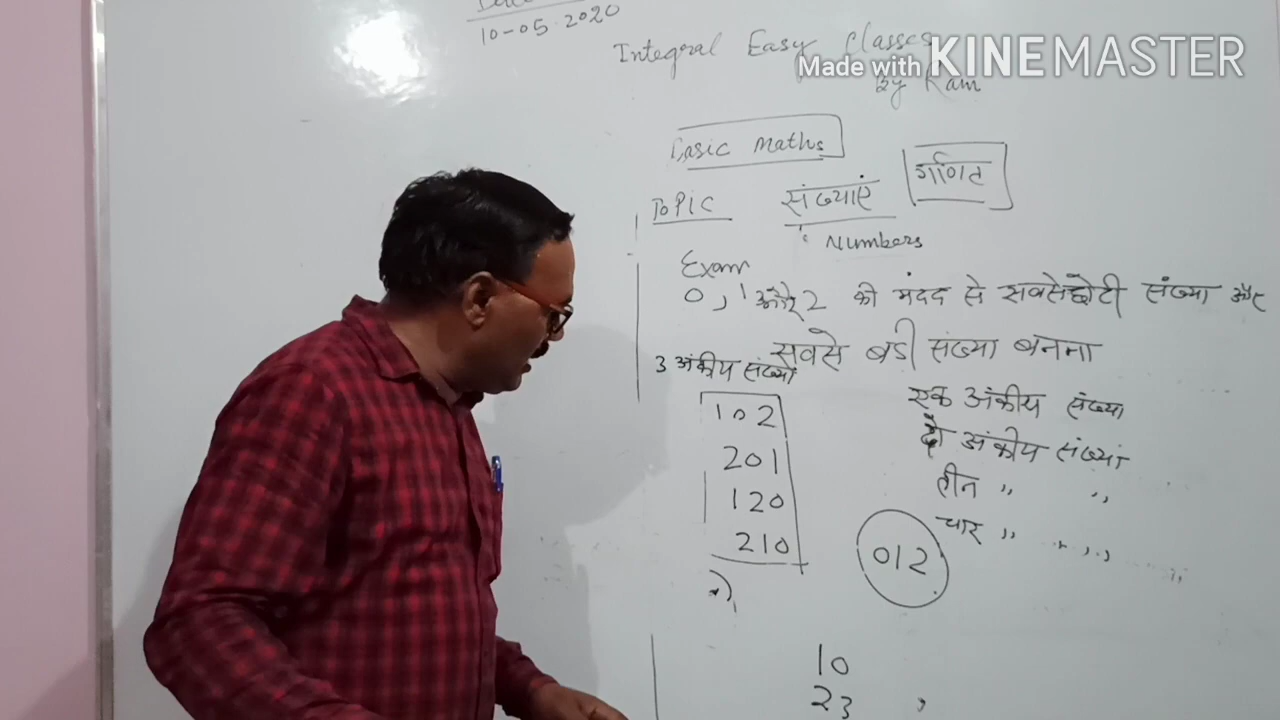 10-05-2020
Integral Easy Classes
Made with KINEMASTER
By Ram
Basic Maths
गणित
Topic संख्याएं
Numbers
Exam
0, 1 और 2 की मदद से सबसे छोटी संख्या और
सबसे बडी संख्या बनना
3 अंकीय संख्या
102
201
120
210
एक अंकीय संख्या
दो अंकीय संख्या
तीन " "
चार " " " "
012
10
23